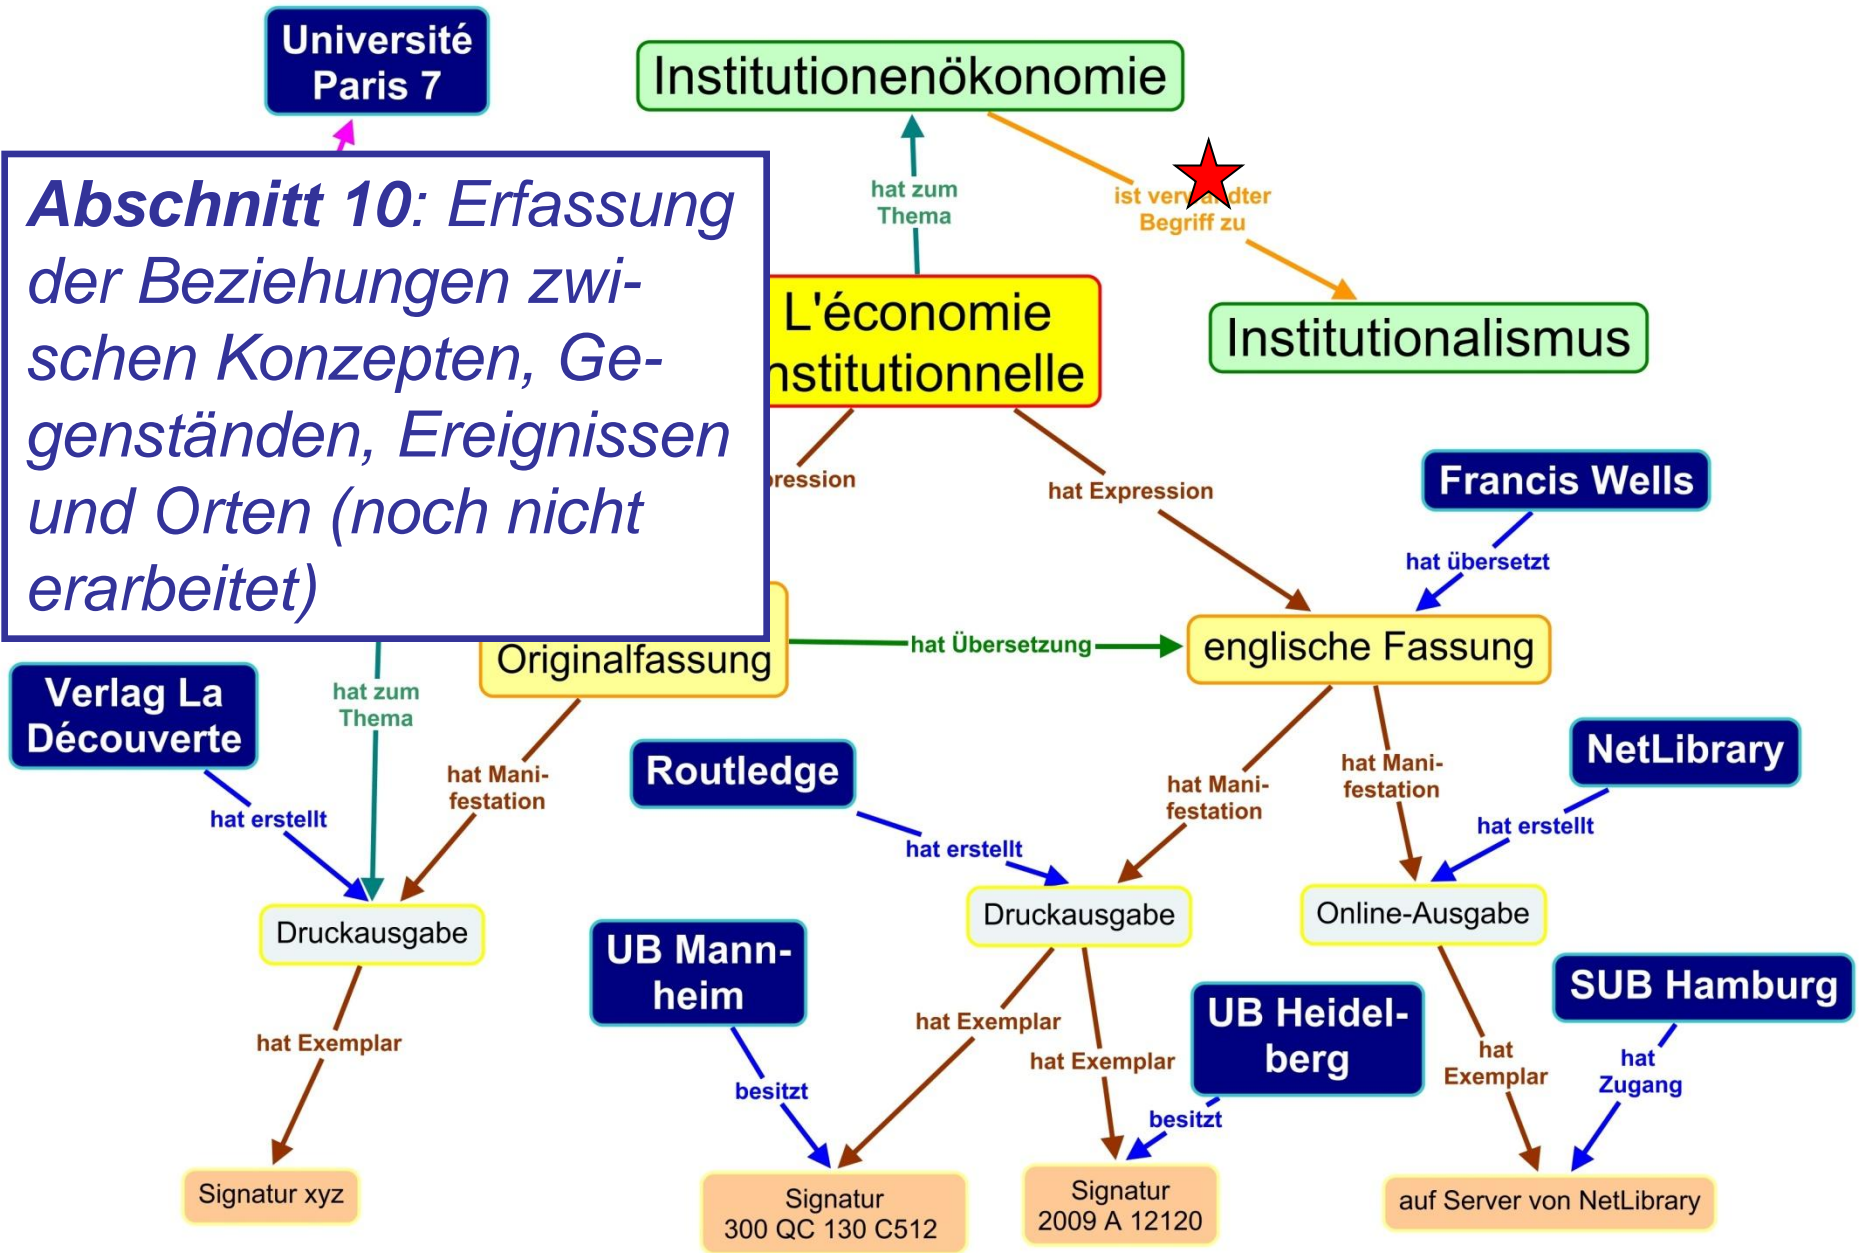 Université
Paris 7
Institutionenökonomie
Abschnitt 10: Erfassung
der Beziehungen zwi-
schen Konzepten, Ge-
genständen, Ereignissen
und Orten (noch nicht
erarbeitet)
hat zum
Thema
ist verwandter
Begriff zu
L'économie
nstitutionnelle
Institutionalismus
pression
hat Expression
Francis Wells
hat übersetzt
Originalfassung
hat Übersetzung
englische Fassung
Verlag La
Découverte
hat zum
Thema
hat erstellt
hat Mani-
festation
Routledge
hat erstellt
hat Mani-
festation
hat Mani-
festation
NetLibrary
hat erstellt
Druckausgabe
Druckausgabe
Online-Ausgabe
hat Exemplar
UB Mann-
heim
besitzt
hat Exemplar
hat Exemplar
UB Heidel-
berg
besitzt
hat
Exemplar
SUB Hamburg
hat
Zugang
Signatur xyz
Signatur
300 QC 130 C512
Signatur
2009 A 12120
auf Server von NetLibrary